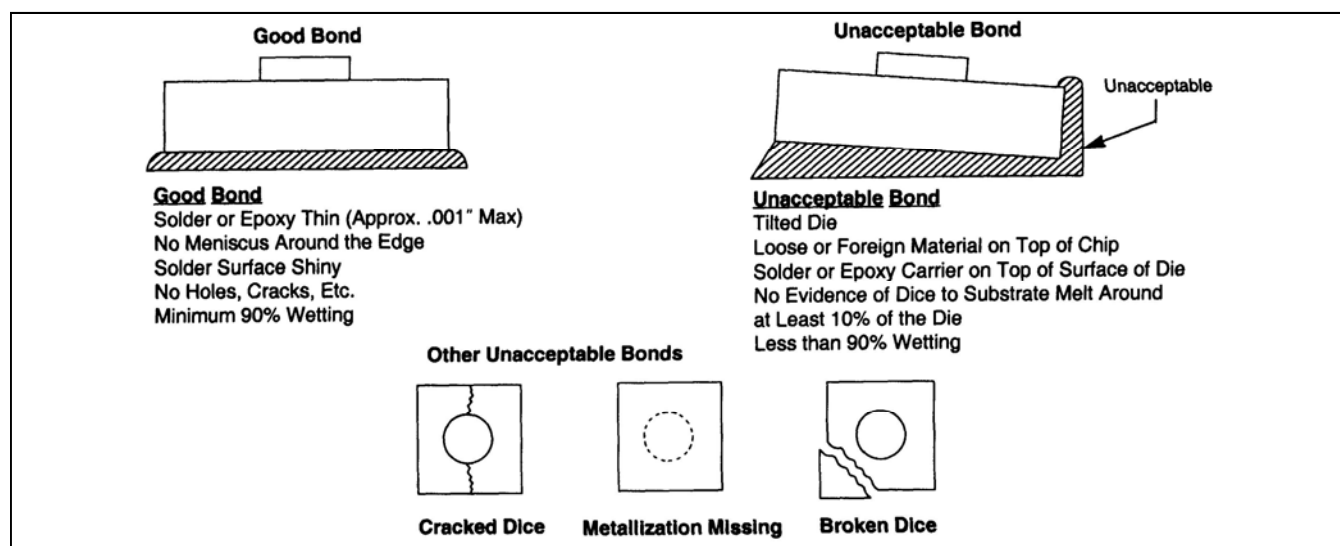 Good Bond
Unacceptable Bond
Unacceptable
Good Bond
Solder or Epoxy Thin (Approx. .001" Max)
No Meniscus Around the Edge
Solder Surface Shiny
No Holes, Cracks, Etc.
Minimum 90% Wetting
Unacceptable Bond
Tilted Die
Loose or Foreign Material on Top of Chip
Solder or Epoxy Carrier on Top of Surface of Die
No Evidence of Dice to Substrate Melt Around
at Least 10% of the Die
Less than 90% Wetting
Other Unacceptable Bonds
Cracked Dice
Metallization Missing
Broken Dice